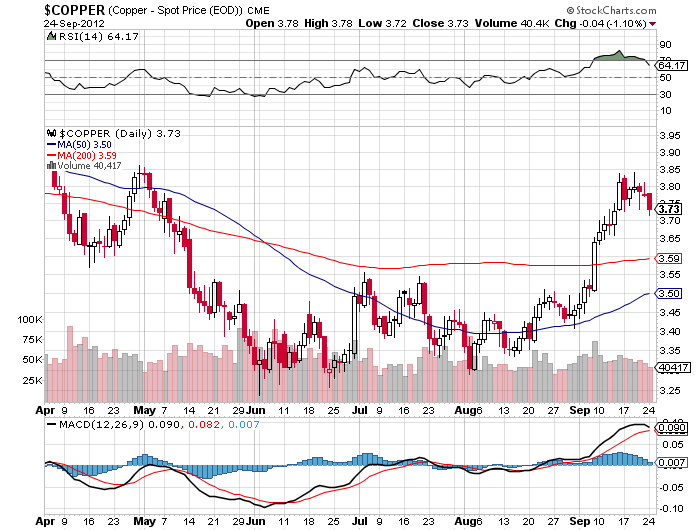 $COPPER (Copper - Spot Price (EOD)) CME
© StockCharts.com
24-Sep-2012
Open 3.78 High 3.78 Low 3.72 Close 3.73 Volume 40.4K Chg -0.04 (-1.10%)
RSI(14) 64.17
90
70
64.17
50
30
10
$COPPER (Daily) 3.73
MA(50) 3.50
MA(200) 3.59
Volume 40,417
3.95
3.90
3.85
3.80
3.75
3.73
3.70
3.65
3.59
3.55
3.50
3.45
3.40
3.35
3.30
3.25
100K
75K
50K
25K
40417
Apr 9 16 23 May 7 14 21 29 Jun 11 18 25 Jul 9 16 23 Aug 6 13 20 27 Sep 10 17 24
MACD(12,26,9) 0.090, 0.082, 0.007
0.090
0.05
0.007
-0.05
-0.10
Apr 9 16 23 May 7 14 21 29 Jun 11 18 25 Jul 9 16 23 Aug 6 13 20 27 Sep 10 17 24